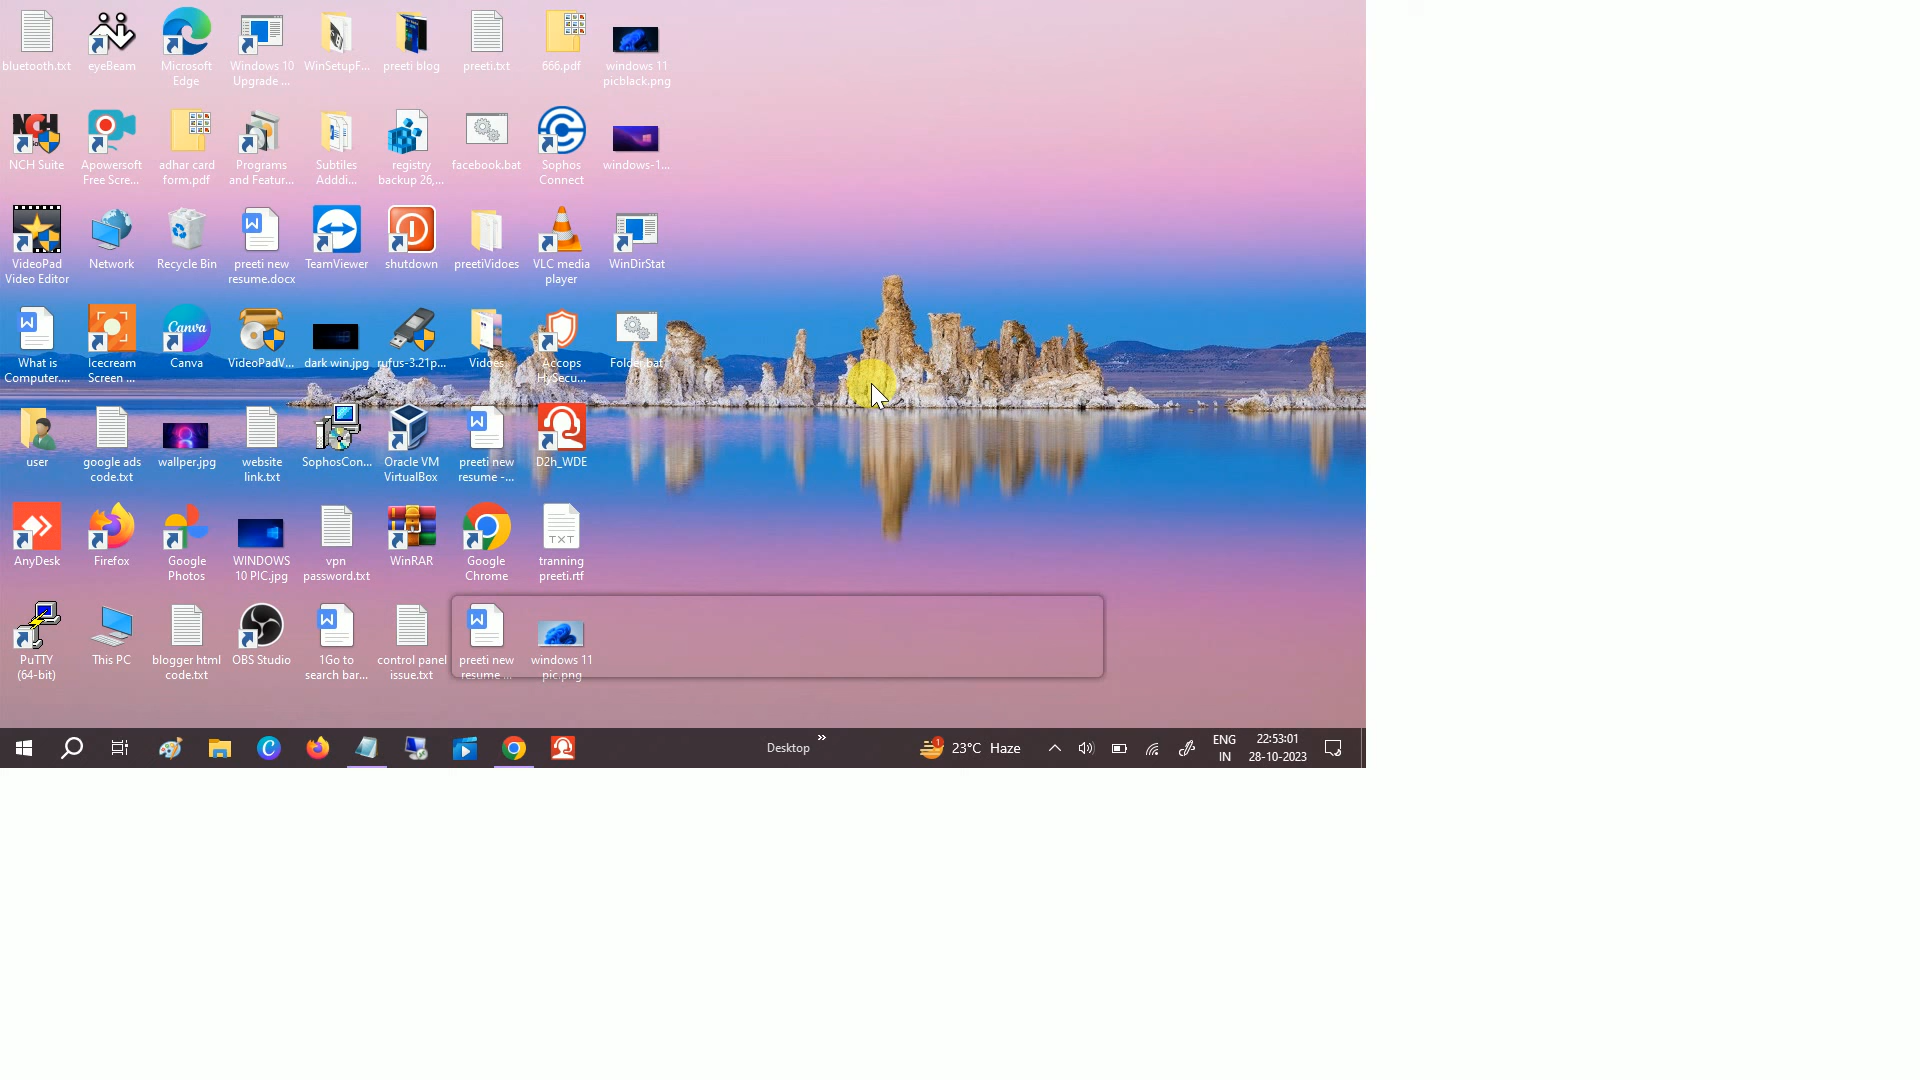 bluetooth.txt
eyeBeam
Microsoft
Edge
Windows 10
Upgrade ...
WinSetupF...
preeti blog
preeti.txt
666.pdf
windows 11
picblack.png
NCH Suite
Apowersoft
Free Scre...
adhar card
form.pdf
Programs
and Featur...
Subtiles
Adddi...
registry
backup 26,...
facebook.bat
Sophos
Connect
windows-1...
VideoPad
Video Editor
Network
Recycle Bin
preeti new
resume.docx
TeamViewer
shutdown
preetiVidoes
VLC media
player
WinDirStat
What is
Computer....
Icecream
Screen ...
Canva
VideoPadV...
dark win.jpg
rufus-3.21p...
Vidoes
Accops
HySecu...
Folder.bat
user
google ads
code.txt
wallper.jpg
website
link.txt
SophosCon...
Oracle VM
VirtualBox
preeti new
resume -...
D2h_WDE
AnyDesk
Firefox
Google
Photos
WINDOWS
10 PIC.jpg
vpn
password.txt
WinRAR
Google
Chrome
TXT
tranning
preeti.rtf
PuTTY
(64-bit)
This PC
blogger html
code.txt
OBS Studio
1Go to
search bar...
control panel
issue.txt
preeti new
resume ...
windows 11
pic.png
Desktop
1
23°C Haze
ENG
IN
22:53:01
28-10-2023